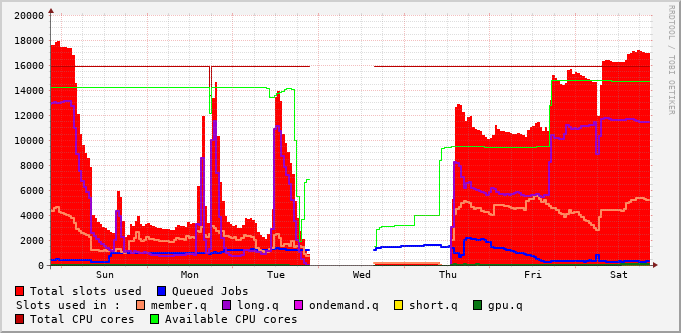 20000
18000
16000
14000
12000
10000
8000
6000
4000
2000
0
Sun Mon Tue Wed Thu Fri Sat
RRDTOOL / TOBI OETIKER
Total slots used Queued Jobs
Slots used in : member.q long.q ondemand.q short.q gpu.q
Total CPU cores Available CPU cores